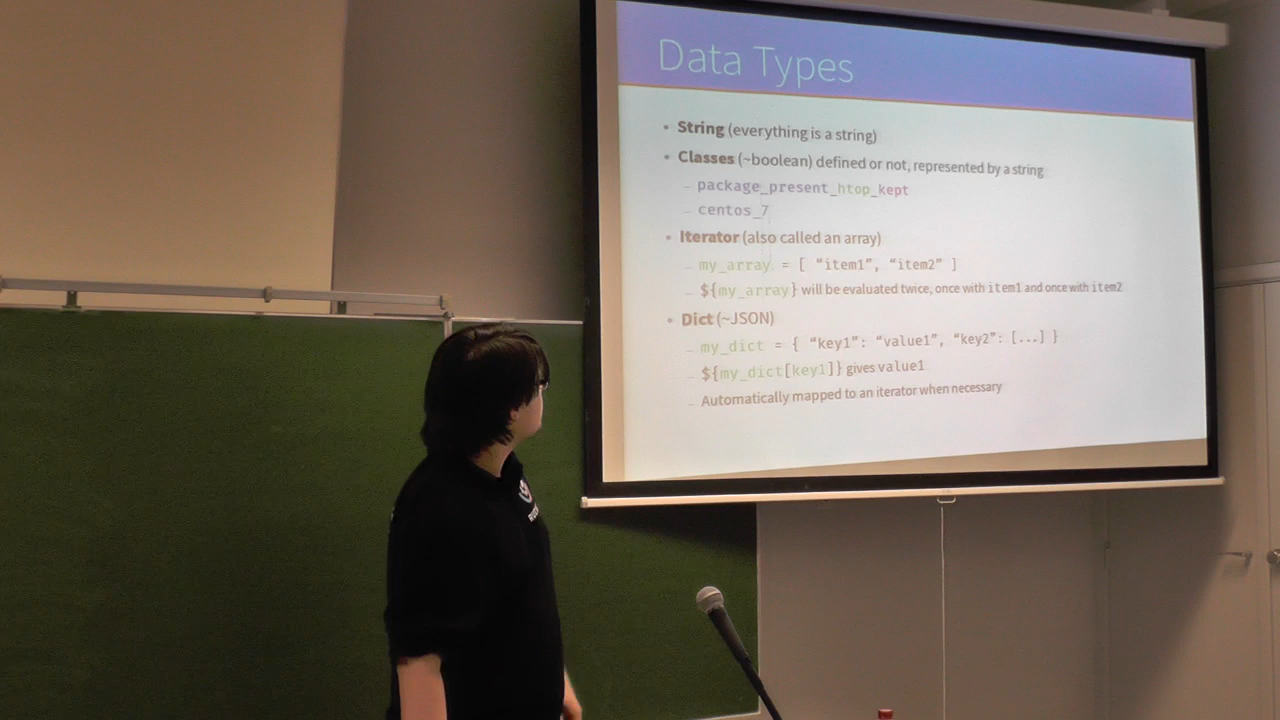 Data Types
• String (everything is a string)
• Classes (~boolean) defined or not, represented by a string
– package_present_htop_kept
– centos_7
• Iterator (also called an array)
– my_array = [ “item1”, “item2” ]
– ${my_array} will be evaluated twice, once with item1 and once with item2
• Dict (~JSON)
– my_dict = { “key1”: “value1”, “key2”: [...] }
– ${my_dict[key1]} gives value1
– Automatically mapped to an iterator when necessary